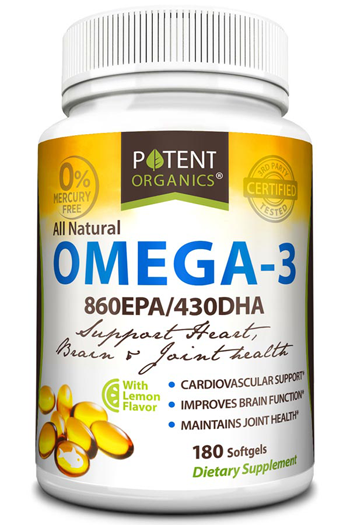 POTENT
ORGANICS®
0%
MERCURY
FREE
3RD PARTY
CERTIFIED
TESTED
All Natural
OMEGA-3
860EPA/430DHA
Support Heart,
Brain & Joint health
With
Lemon
Flavor
• CARDIOVASCULAR SUPPORT*
• IMPROVES BRAIN FUNCTION*
• MAINTAINS JOINT HEALTH*
180 Softgels
Dietary Supplement